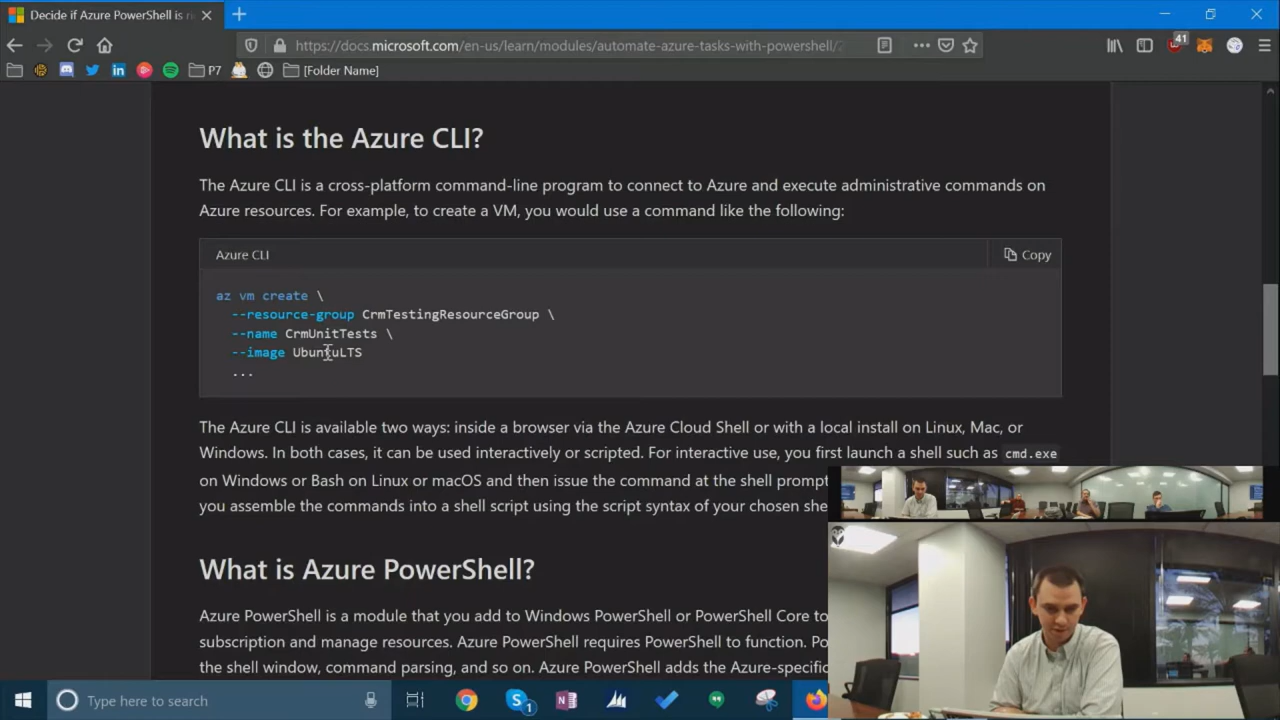 Decide if Azure PowerShell is
https://docs.microsoft.com/en-us/learn/modules/automate-azure-tasks-with-powershell/
41
P7
[Folder Name]
What is the Azure CLI?
The Azure CLI is a cross-platform command-line program to connect to Azure and execute administrative commands on
Azure resources. For example, to create a VM, you would use a command like the following:
Azure CLI
Copy
az vm create \
--resource-group CrmTestingResourceGroup \
--name CrmUnitTests \
--image UbuntuLTS
...
The Azure CLI is available two ways: inside a browser via the Azure Cloud Shell or with a local install on Linux, Mac, or
Windows. In both cases, it can be used interactively or scripted. For interactive use, you first launch a shell such as cmd.exe
on Windows or Bash on Linux or macOS and then issue the command at the shell prompt
you assemble the commands into a shell script using the script syntax of your chosen she
What is Azure PowerShell?
Azure PowerShell is a module that you add to Windows PowerShell or PowerShell Core to
subscription and manage resources. Azure PowerShell requires PowerShell to function. Po
the shell window, command parsing, and so on. Azure PowerShell adds the Azure-specifi
Type here to search
1